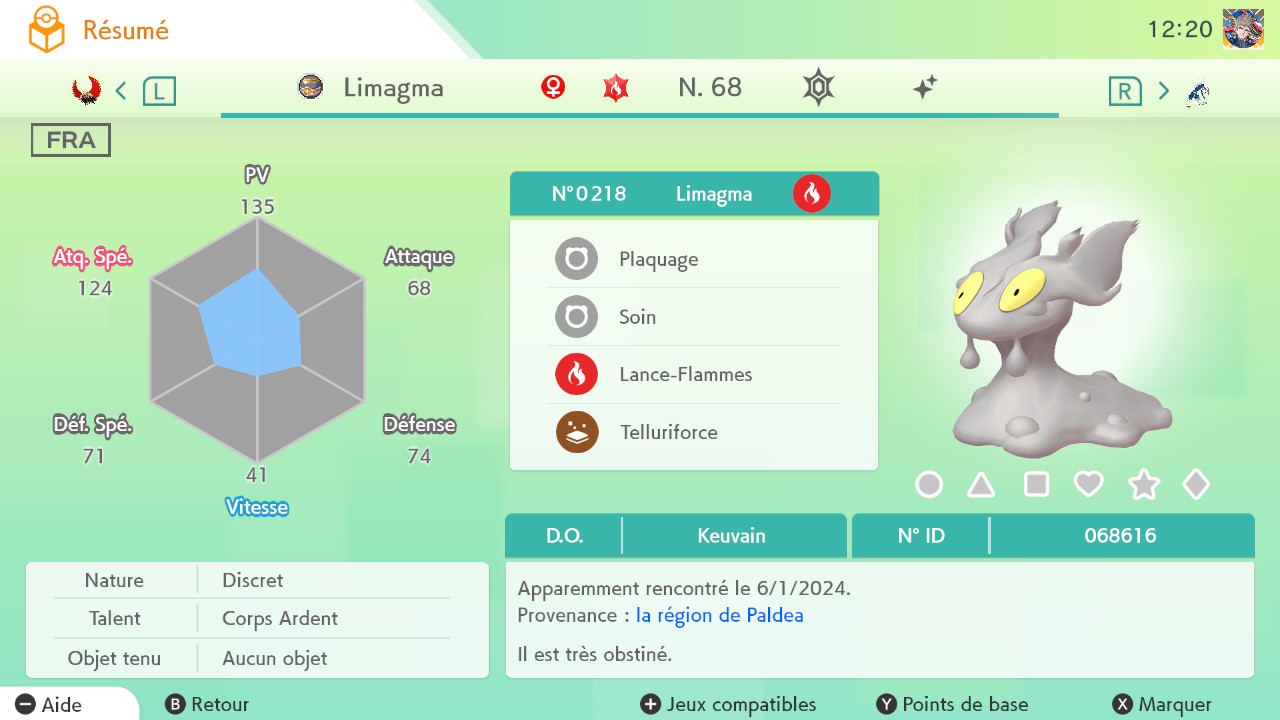 Résumé
12:20
L
Limagma
N. 68
R
FRA
PV
135
Atq. Spé.
124
Attaque
68
Déf. Spé.
71
Défense
74
41
Vitesse
N°0218 Limagma
Plaquage
Soin
Lance-Flammes
Telluriforce
D.O. Keuvain
N° ID 068616
Nature Discret
Talent Corps Ardent
Objet tenu Aucun objet
Apparemment rencontré le 6/1/2024.
Provenance : la région de Paldea
Il est très obstiné.
Aide
B Retour
Jeux compatibles
Y Points de base
X Marquer